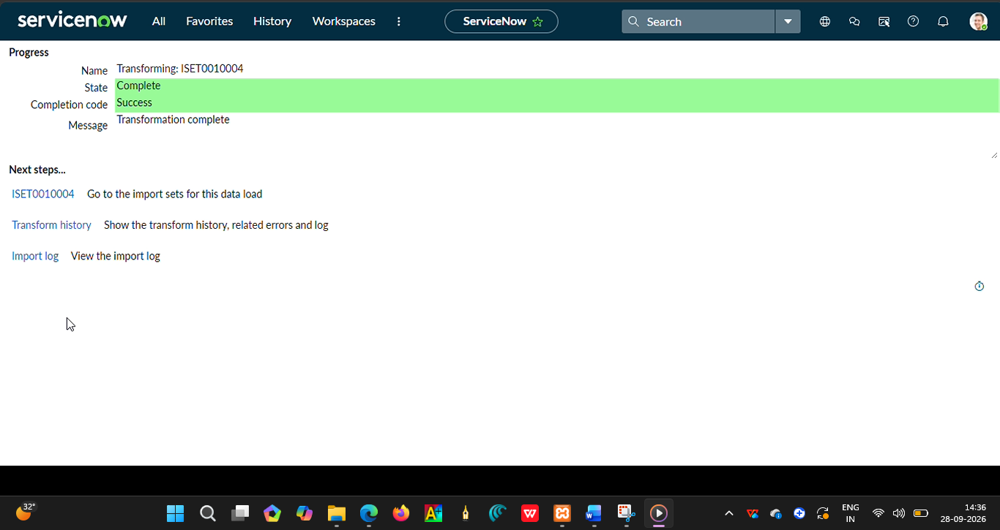 servicenow All Favorites History Workspaces ServiceNow Search
Progress
Name Transforming: ISET0010004
State Complete
Completion code Success
Message Transformation complete
Next steps...
ISET0010004 Go to the import sets for this data load
Transform history Show the transform history, related errors and log
Import log View the import log
32°
ENG
IN
14:36
28-09-2026